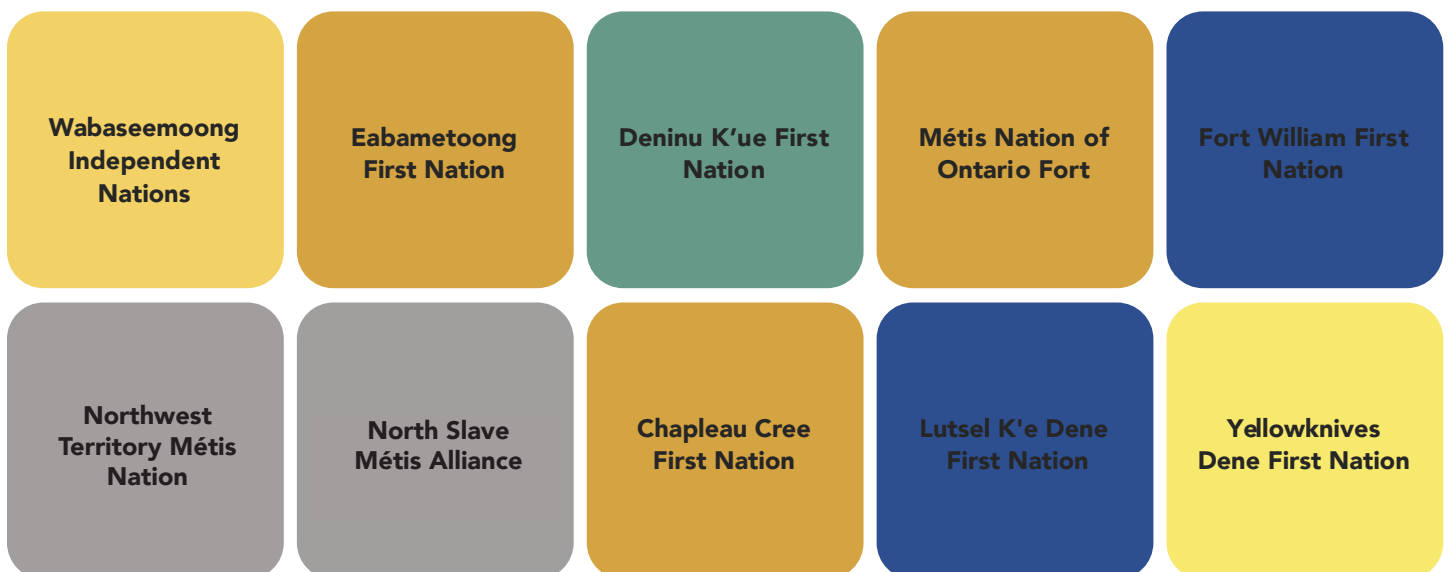 Wabaseemoong
Independent
Nations
Eabametoong
First Nation
Deninu K’ue First
Nation
Métis Nation of
Ontario Fort
Fort William First
Nation
Northwest
Territory Métis
Nation
North Slave
Métis Alliance
Chapleau Cree
First Nation
Lutsel K'e Dene
First Nation
Yellowknives
Dene First Nation